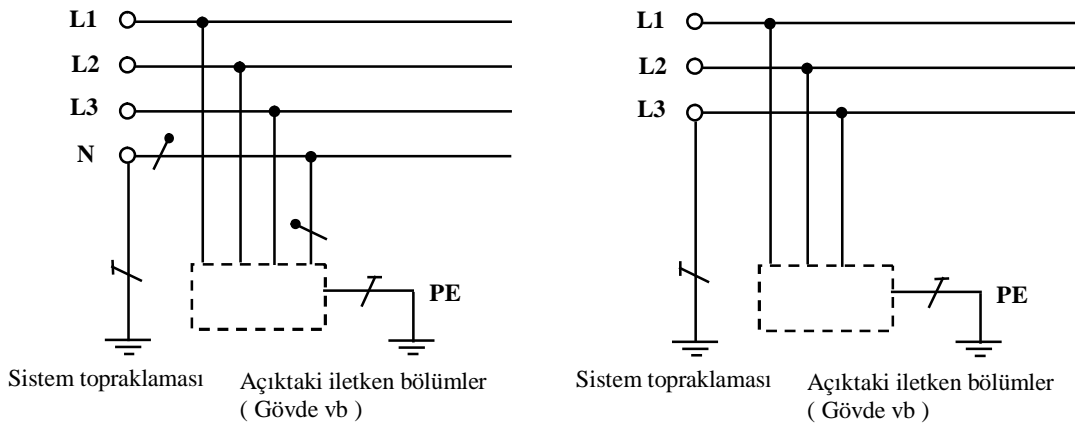 L1
L2
L3
N
PE
Sistem topraklaması
Açıktaki iletken bölümler
( Gövde vb )
L1
L2
L3
PE
Sistem topraklaması
Açıktaki iletken bölümler
( Gövde vb )